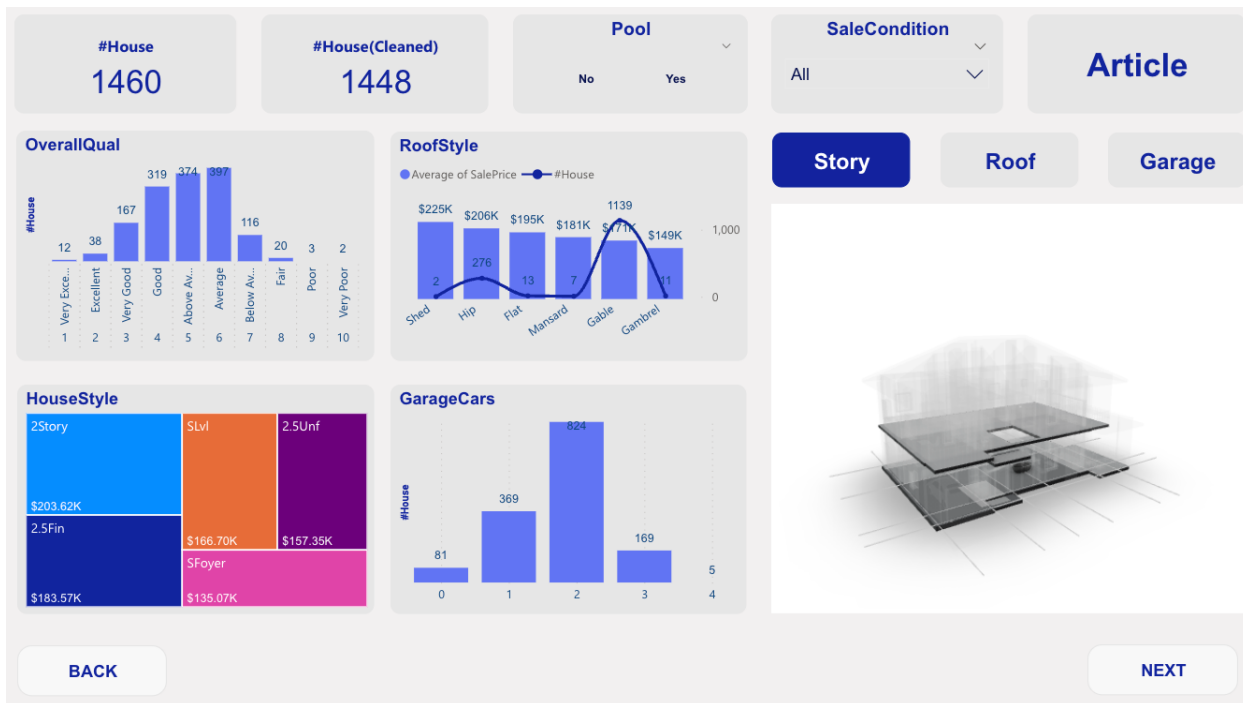 #House
1460
#House(Cleaned)
1448
Pool
No Yes
SaleCondition
All
Article
OverallQual
#House
12 38 167 319 374 397 116 20 3 2
Very Exce... Excellent Very Good Good Above Av... Average Below Av... Fair Poor Very Poor
1 2 3 4 5 6 7 8 9 10
RoofStyle
Average of SalePrice #House
$225K $206K $195K $181K $171K $149K
2 276 13 7 1139 11
1,000
0
Shed Hip Flat Mansard Gable Gambrel
Story Roof Garage
HouseStyle
2Story
$203.62K
2.5Fin
$183.57K
SLvl
$166.70K
2.5Unf
$157.35K
SFoyer
$135.07K
GarageCars
#House
81 369 824 169 5
0 1 2 3 4
BACK
NEXT